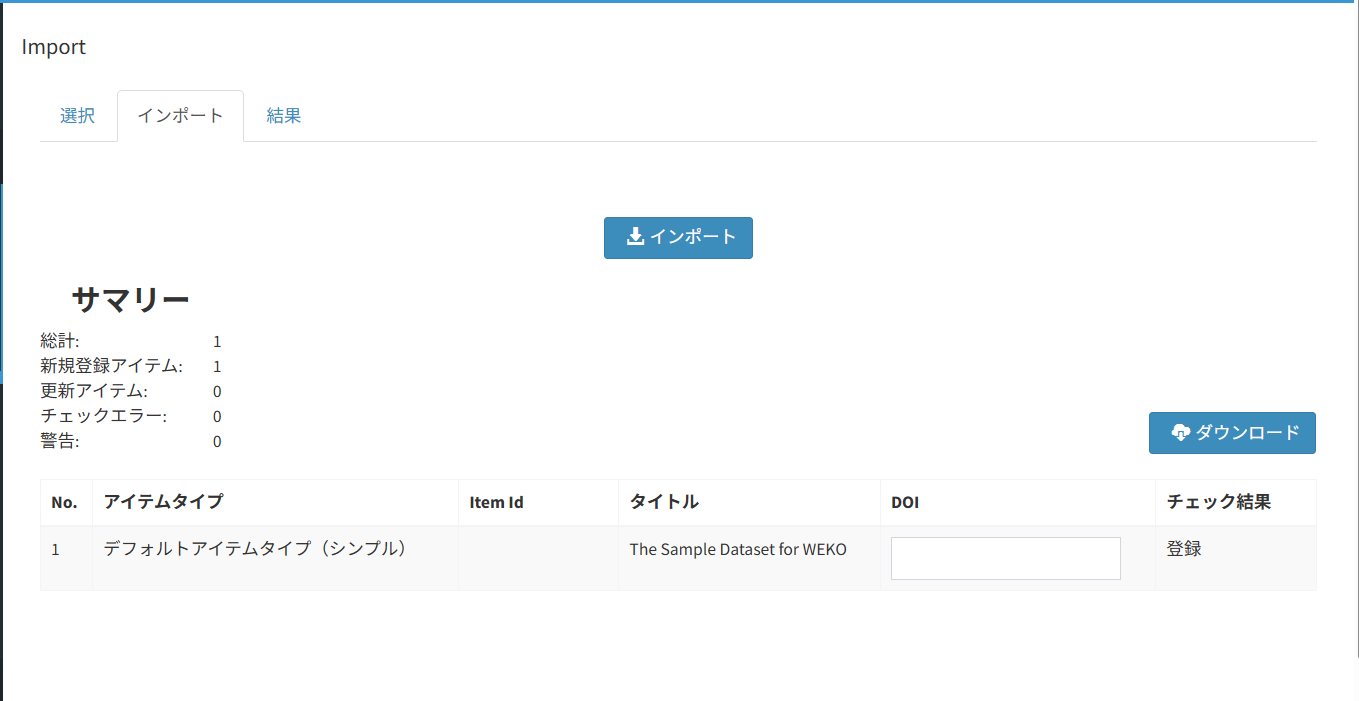 Import
選択 インポート 結果
インポート
サマリー
総計: 1
新規登録アイテム: 1
更新アイテム: 0
チェックエラー: 0
警告: 0
ダウンロード
No. アイテムタイプ Item Id タイトル DOI チェック結果
1 デフォルトアイテムタイプ（シンプル） The Sample Dataset for WEKO 登録